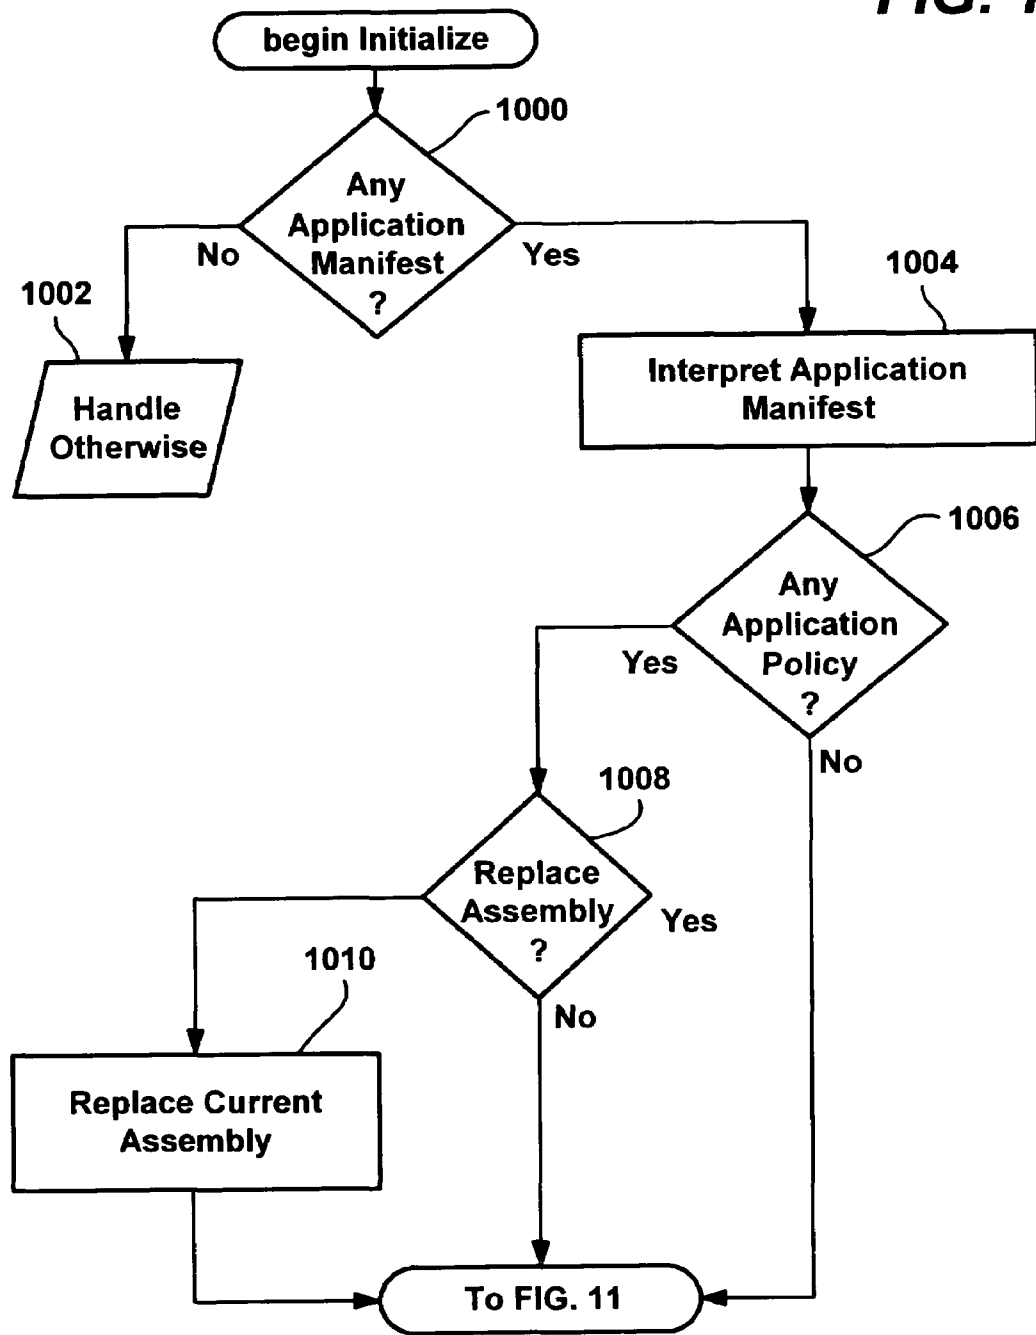 FIG. 1
begin Initialize
1000
Any
Application
Manifest
?
No
Yes
1002
1004
Handle
Otherwise
Interpret Application
Manifest
1006
Any
Application
Policy
?
Yes
No
1008
Replace
Assembly
?
Yes
1010
No
Replace Current
Assembly
To FIG. 11